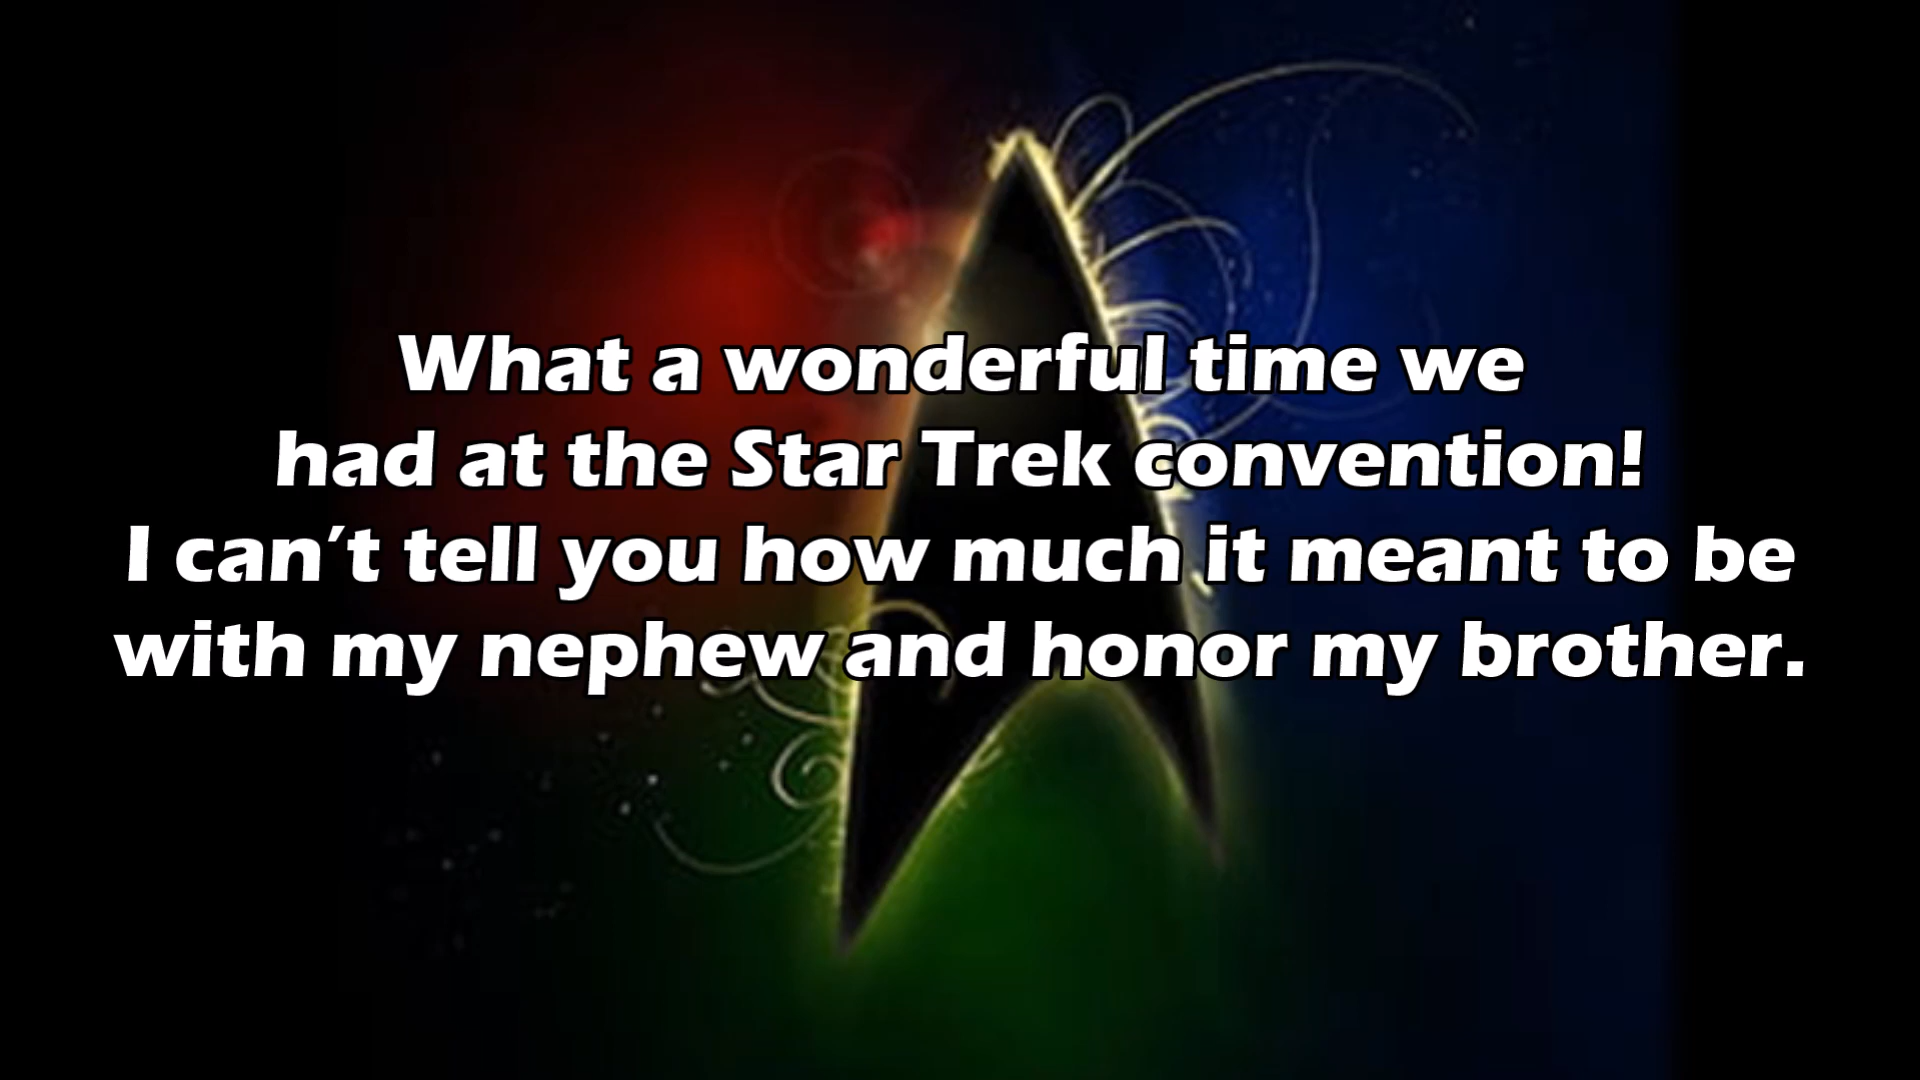 What a wonderful time we
had at the Star Trek convention!
I can’t tell you how much it meant to be
with my nephew and honor my brother.